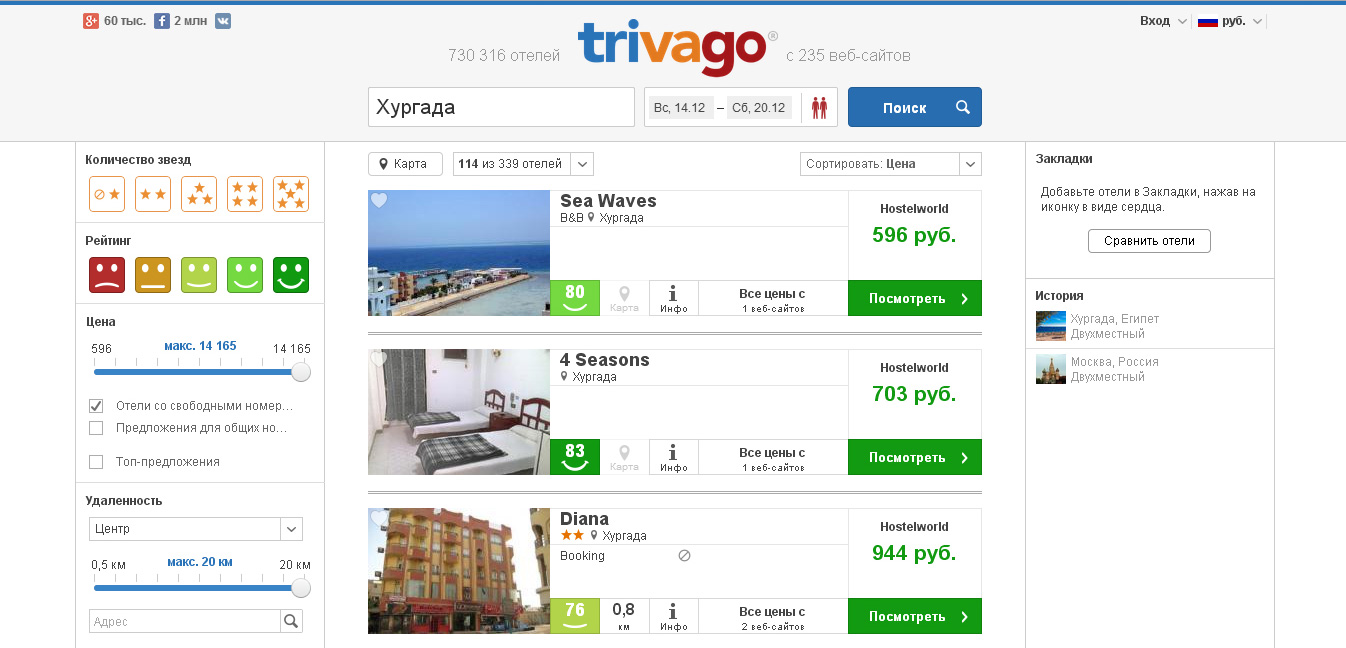 60 тыс. 2 млн
Вход руб.
730 316 отелей trivago® с 235 веб-сайтов
Хургада Вс, 14.12 – Сб, 20.12 Поиск
Количество звезд
Рейтинг
Цена
596 макс. 14 165 14 165
Отели со свободными номер...
Предложения для общих но...
Топ-предложения
Удаленность
Центр
0,5 км макс. 20 км 20 км
Адрес
Карта 114 из 339 отелей Сортировать: Цена
Sea Waves
B&B Хургада
Hostelworld
596 руб.
80 Карта Инфо
Все цены с
1 веб-сайтов
Посмотреть
4 Seasons
Хургада
Hostelworld
703 руб.
83 Карта Инфо
Все цены с
1 веб-сайтов
Посмотреть
Diana
Хургада
Booking
Hostelworld
944 руб.
76 0,8 км Инфо
Все цены с
2 веб-сайтов
Посмотреть
Закладки
Добавьте отели в Закладки, нажав на
иконку в виде сердца.
Сравнить отели
История
Хургада, Египет
Двухместный
Москва, Россия
Двухместный